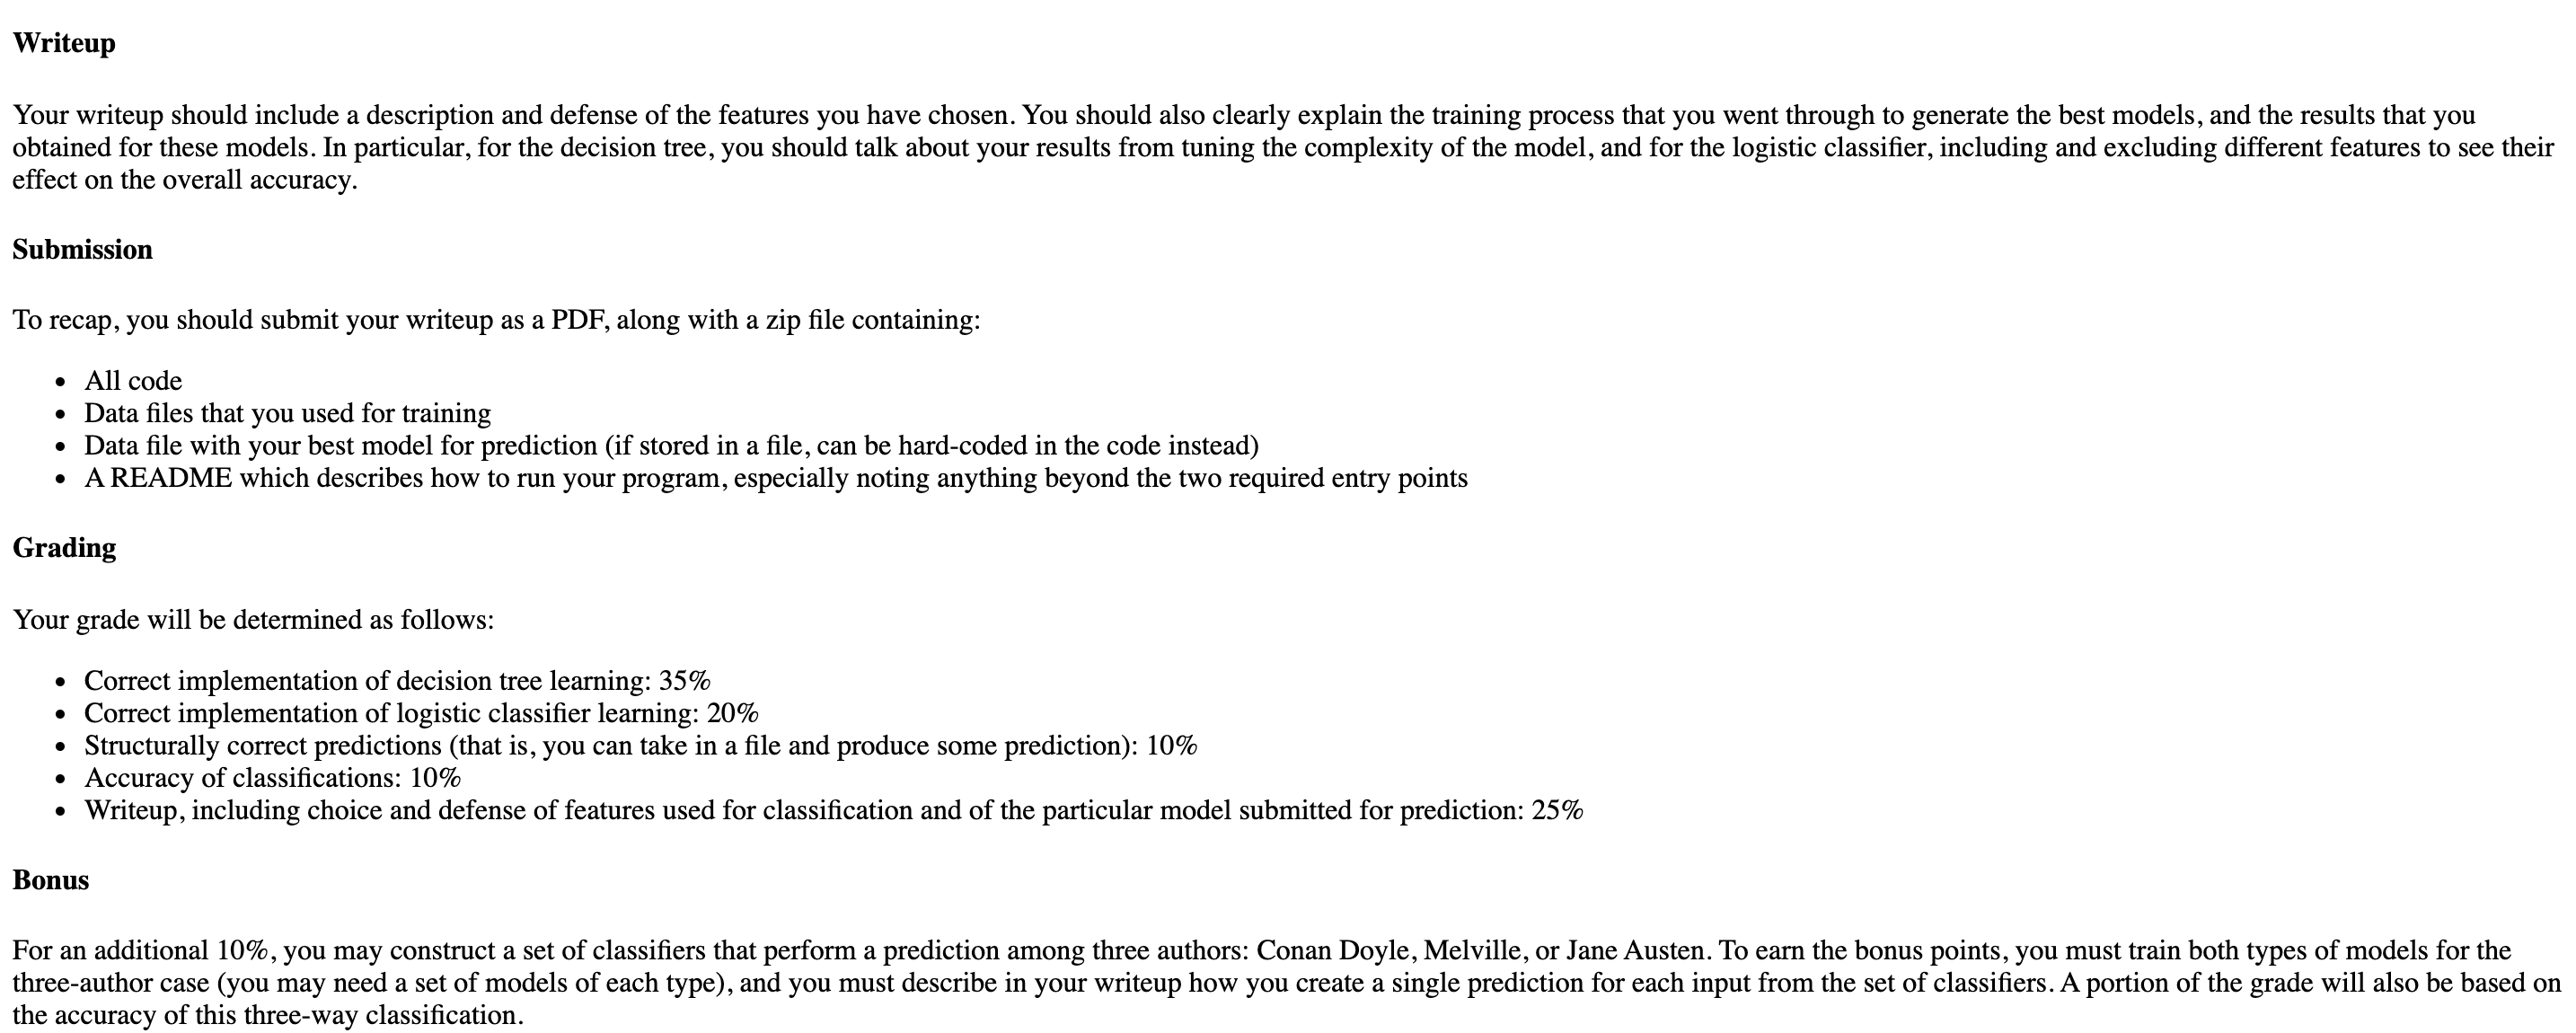 Writeup
Your writeup should include a description and defense of the features you have chosen. You should also clearly explain the training process that you went through to generate the best models, and the results that you
obtained for these models. In particular, for the decision tree, you should talk about your results from tuning the complexity of the model, and for the logistic classifier, including and excluding different features to see their
effect on the overall accuracy.
Submission
To recap, you should submit your writeup as a PDF, along with a zip file containing:
• All code
• Data files that you used for training
• Data file with your best model for prediction (if stored in a file, can be hard-coded in the code instead)
• A README which describes how to run your program, especially noting anything beyond the two required entry points
Grading
Your grade will be determined as follows:
• Correct implementation of decision tree learning: 35%
• Correct implementation of logistic classifier learning: 20%
• Structurally correct predictions (that is, you can take in a file and produce some prediction): 10%
• Accuracy of classifications: 10%
• Writeup, including choice and defense of features used for classification and of the particular model submitted for prediction: 25%
Bonus
For an additional 10%, you may construct a set of classifiers that perform a prediction among three authors: Conan Doyle, Melville, or Jane Austen. To earn the bonus points, you must train both types of models for the
three-author case (you may need a set of models of each type), and you must describe in your writeup how you create a single prediction for each input from the set of classifiers. A portion of the grade will also be based on
the accuracy of this three-way classification.